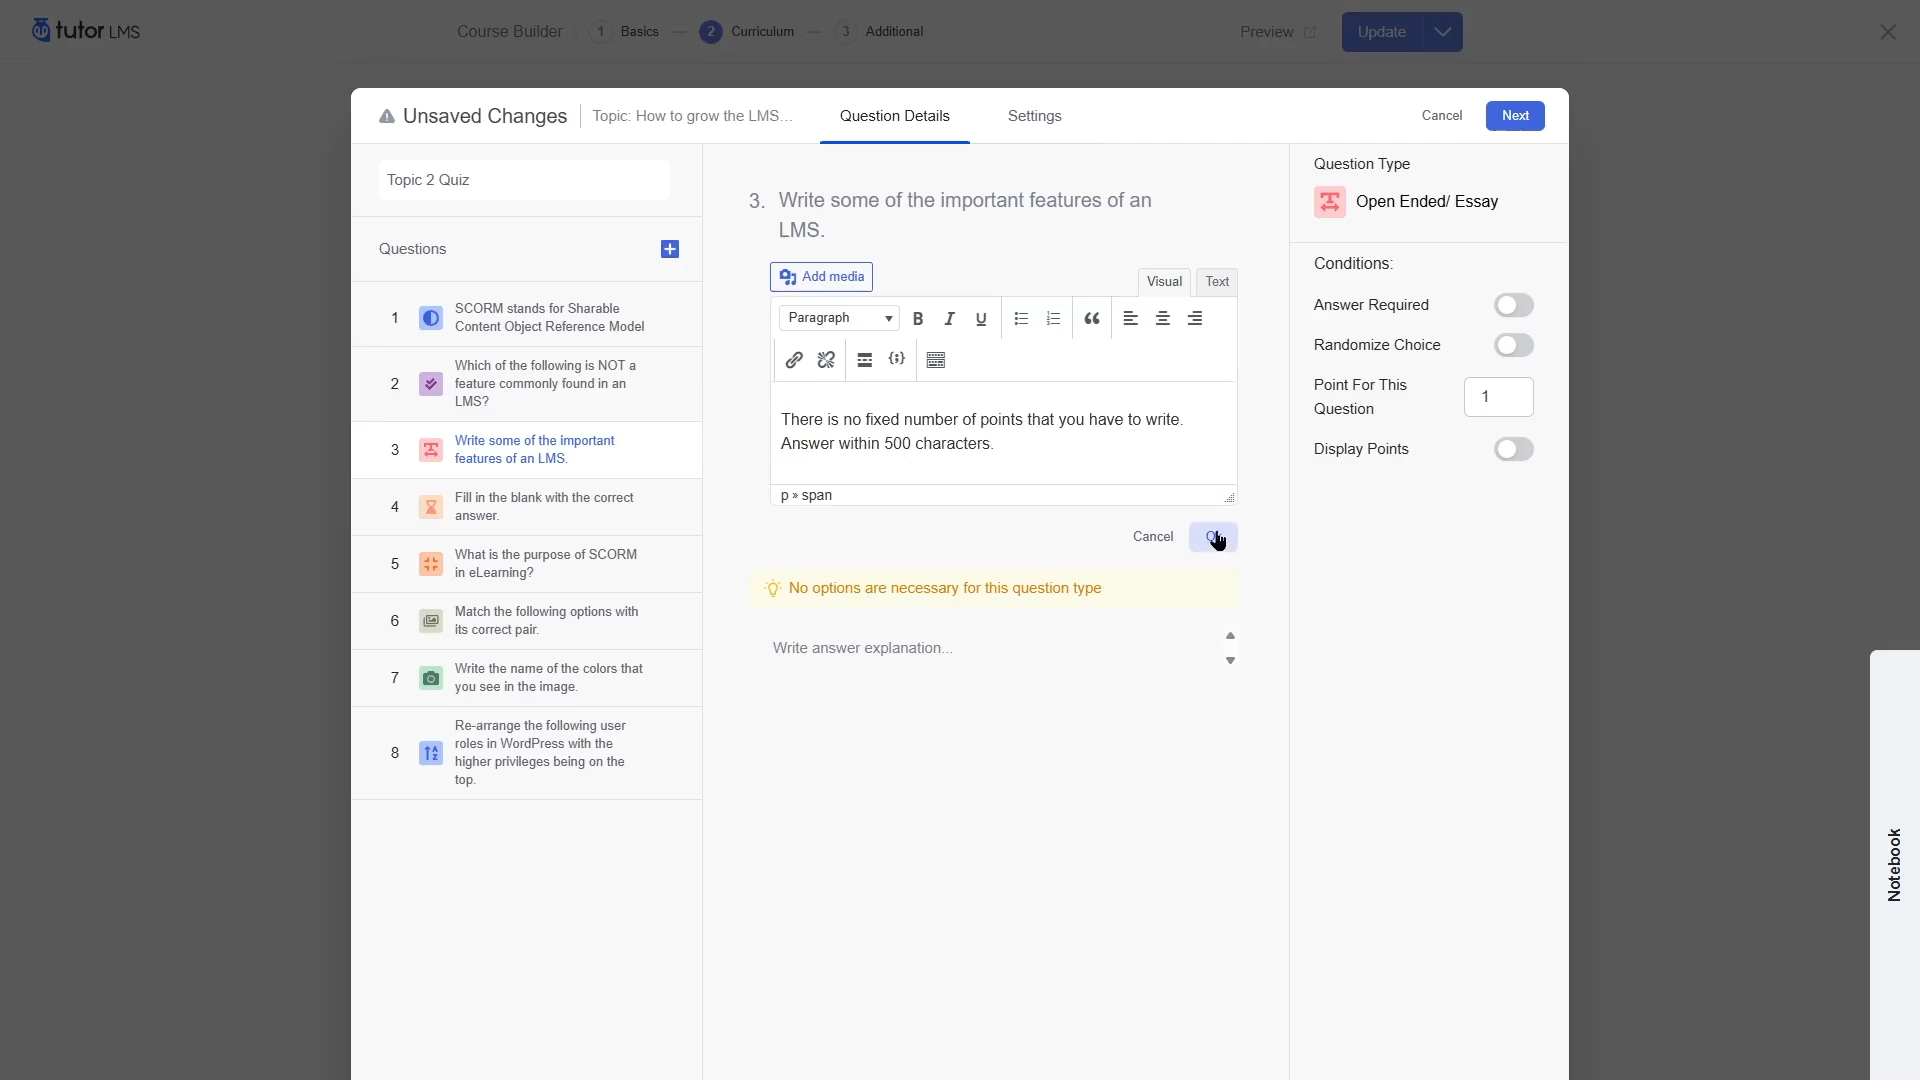 tutor LMS
Course Builder
1 Basics
2 Curriculum
3 Additional
Preview
Update
Unsaved Changes
Topic: How to grow the LMS...
Question Details
Settings
Cancel
Next
Topic 2 Quiz
Questions
1
SCORM stands for Sharable
Content Object Reference Model
2
Which of the following is NOT a
feature commonly found in an
LMS?
3
Write some of the important
features of an LMS.
4
Fill in the blank with the correct
answer.
5
What is the purpose of SCORM
in eLearning?
6
Match the following options with
its correct pair.
7
Write the name of the colors that
you see in the image.
8
Re-arrange the following user
roles in WordPress with the
higher privileges being on the
top.
3. Write some of the important features of an
LMS.
Add media
Visual
Text
Paragraph
There is no fixed number of points that you have to write.
Answer within 500 characters.
p » span
Cancel
No options are necessary for this question type
Write answer explanation...
Question Type
Open Ended/ Essay
Conditions:
Answer Required
Randomize Choice
Point For This
Question
1
Display Points
Notebook